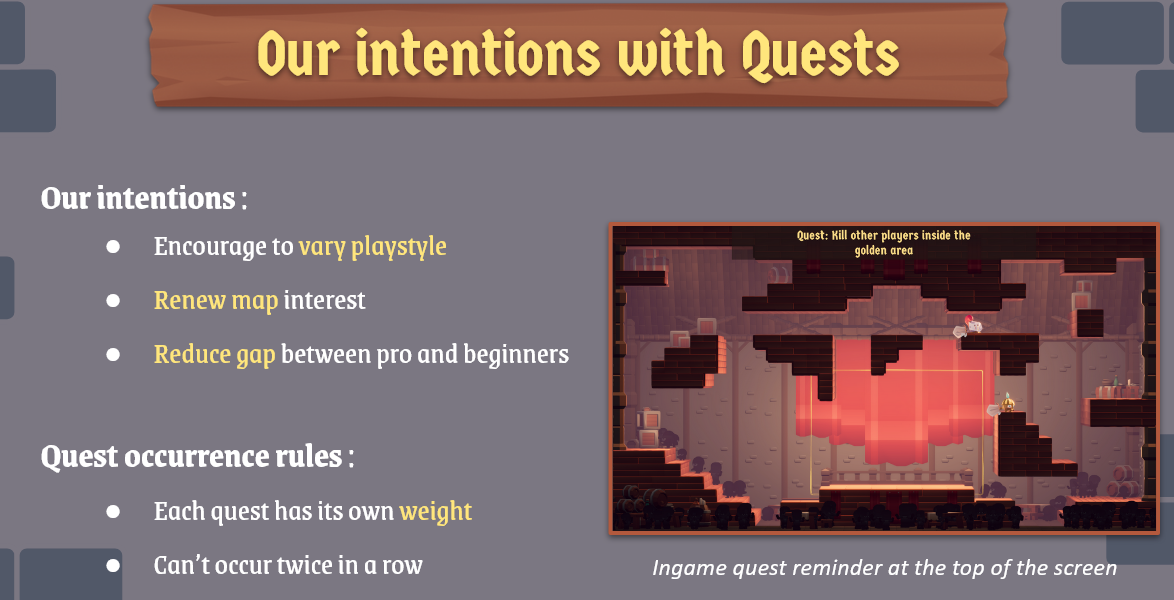 Our intentions with Quests
Our intentions :
● Encourage to vary playstyle
● Renew map interest
● Reduce gap between pro and beginners
Quest occurrence rules :
● Each quest has its own weight
● Can't occur twice in a row
Quest: Kill other players inside the
golden area
Ingame quest reminder at the top of the screen